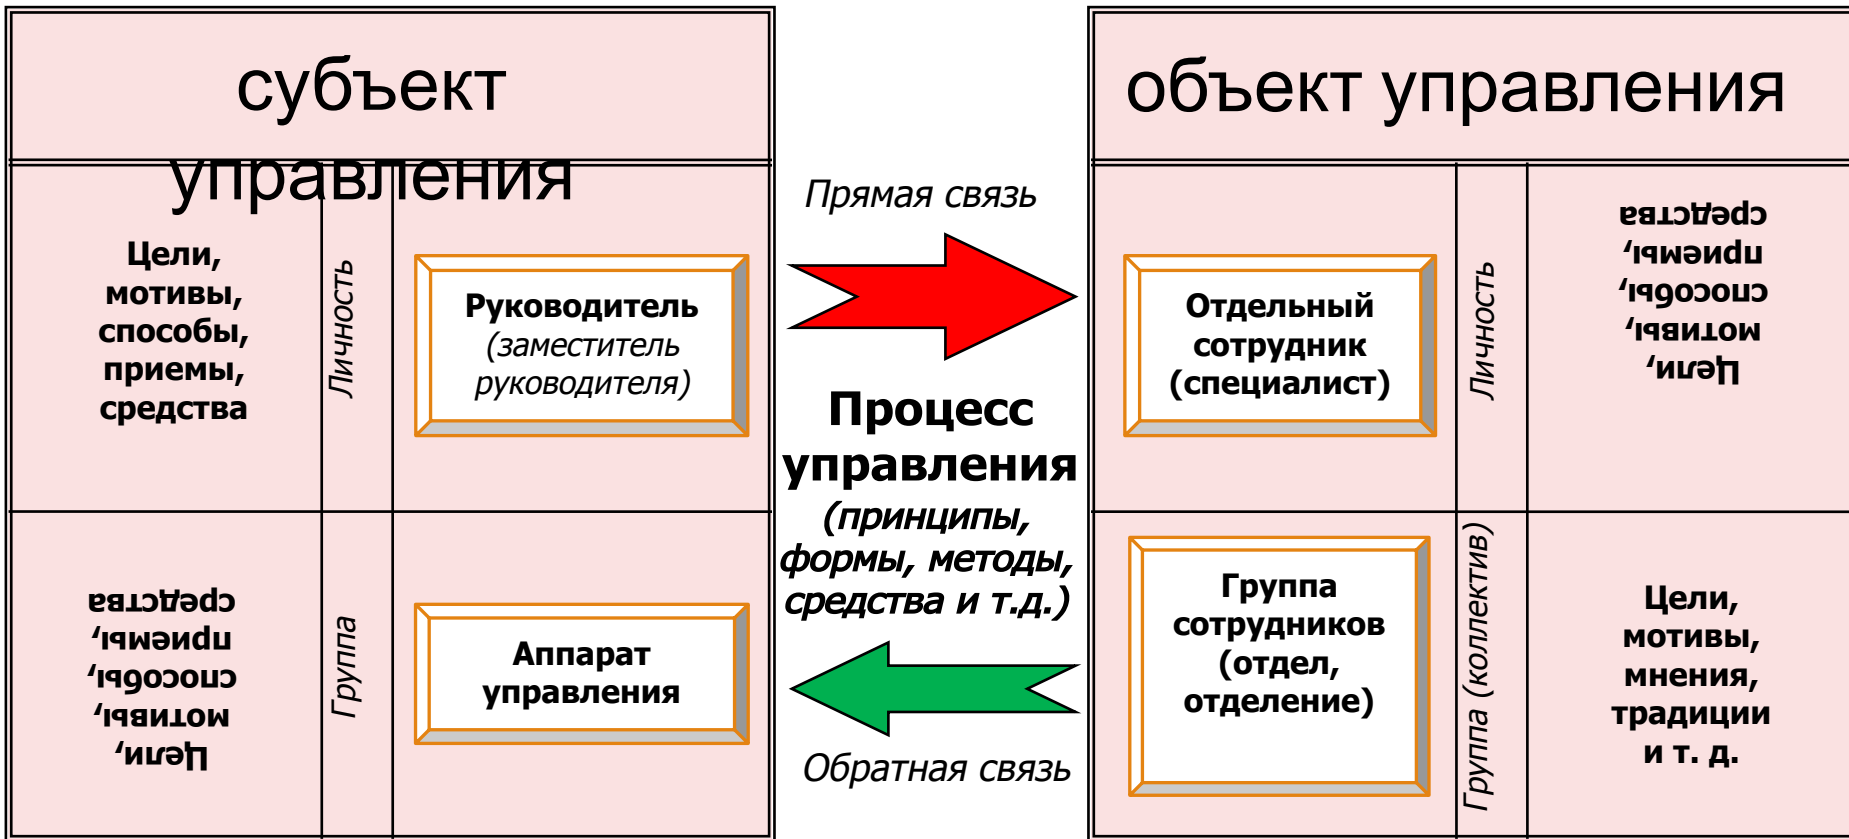 субъект
управления
Цели,
мотивы,
способы,
приемы,
средства
Личность
Руководитель
(заместитель
руководителя)
Цели,
мотивы,
способы,
приемы,
средства
Группа
Аппарат
управления
Прямая связь
Процесс
управления
(принципы,
формы, методы,
средства и т.д.)
Обратная связь
объект управления
Отдельный
сотрудник
(специалист)
Личность
Цели,
мотивы,
способы,
приемы,
средства
Группа
сотрудников
(отдел,
отделение)
Группа (коллектив)
Цели,
мотивы,
мнения,
традиции
и т. д.